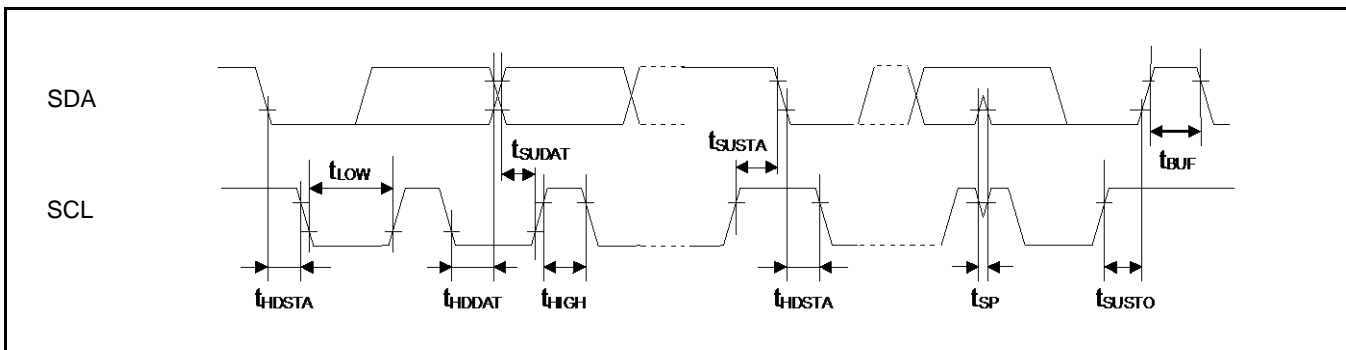 SDA
tSUDAT
tSUSTA
tBUF
tLOW
SCL
tHDSTA
tHDDAT
tHIGH
tHDSTA
tSP
tSUSTO